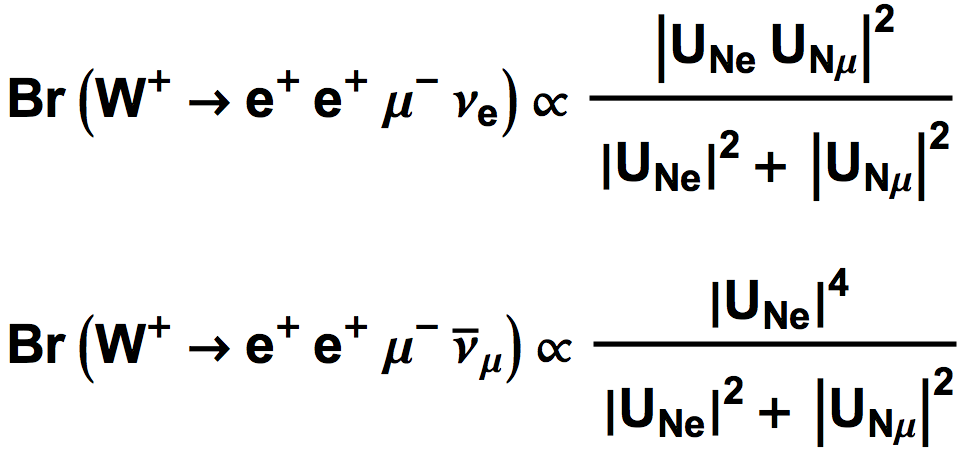 Br (W⁺ → e⁺ e⁺ μ⁻ νₑ) ∝ |U_Ne U_Nμ|² / (|U_Ne|² + |U_Nμ|²)
Br (W⁺ → e⁺ e⁺ μ⁻ ν̅_μ) ∝ |U_Ne|⁴ / (|U_Ne|² + |U_Nμ|²)